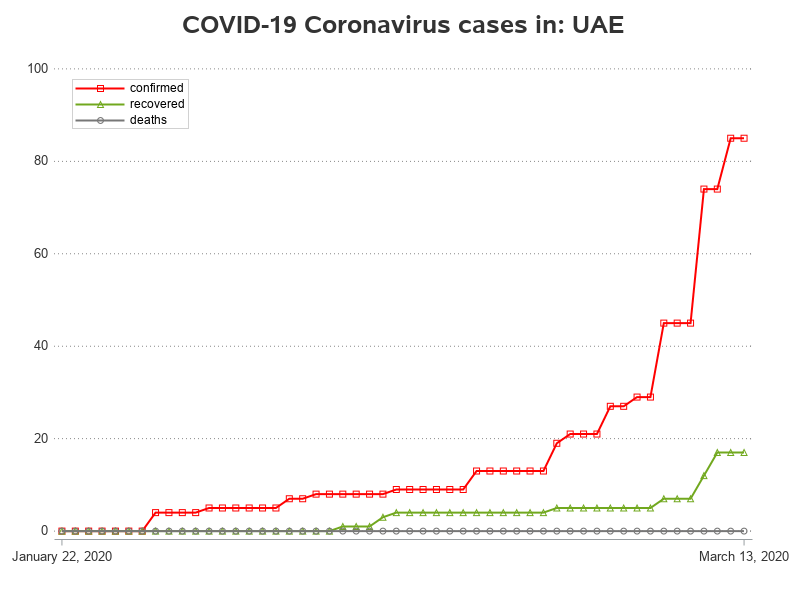 COVID-19 Coronavirus cases in: UAE
100
confirmed
recovered
deaths
80
60
40
20
0
January 22, 2020
March 13, 2020